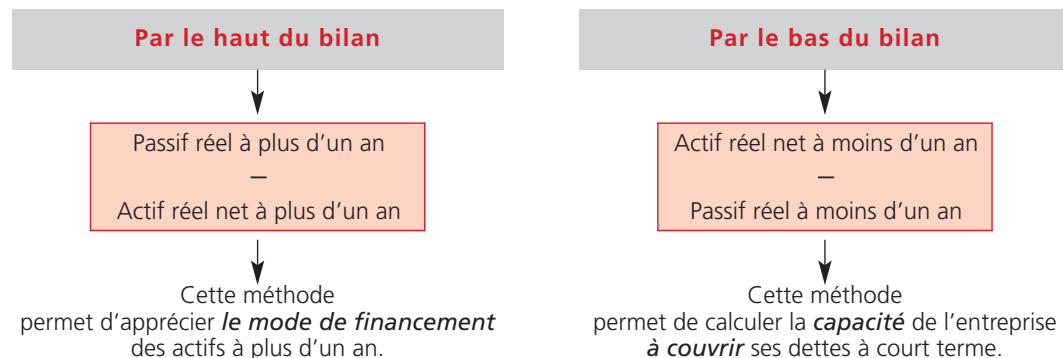 Par le haut du bilan
Passif réel à plus d’un an
–
Actif réel net à plus d’un an
Cette méthode
permet d’apprécier le mode de financement
des actifs à plus d’un an.
Par le bas du bilan
Actif réel net à moins d’un an
–
Passif réel à moins d’un an
Cette méthode
permet de calculer la capacité de l’entreprise
à couvrir ses dettes à court terme.